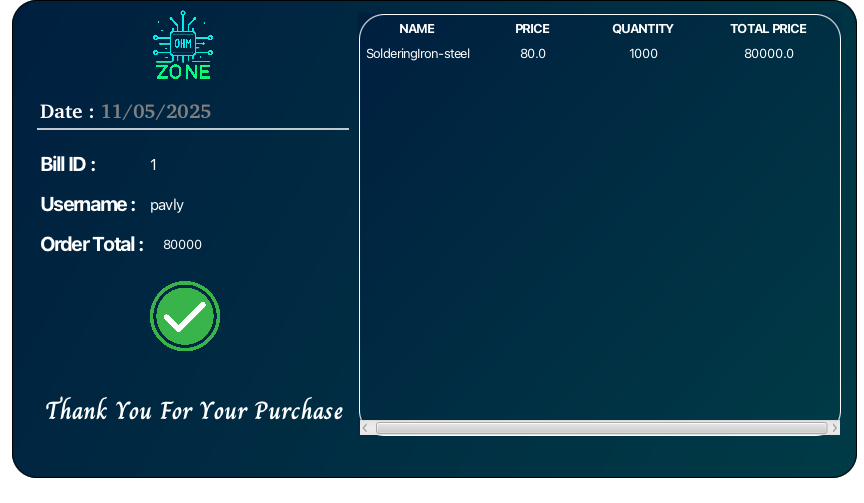 OHM
ZONE
Date : 11/05/2025
Bill ID : 1
Username : pavly
Order Total : 80000
Thank You For Your Purchase
NAME PRICE QUANTITY TOTAL PRICE
SolderingIron-steel 80.0 1000 80000.0